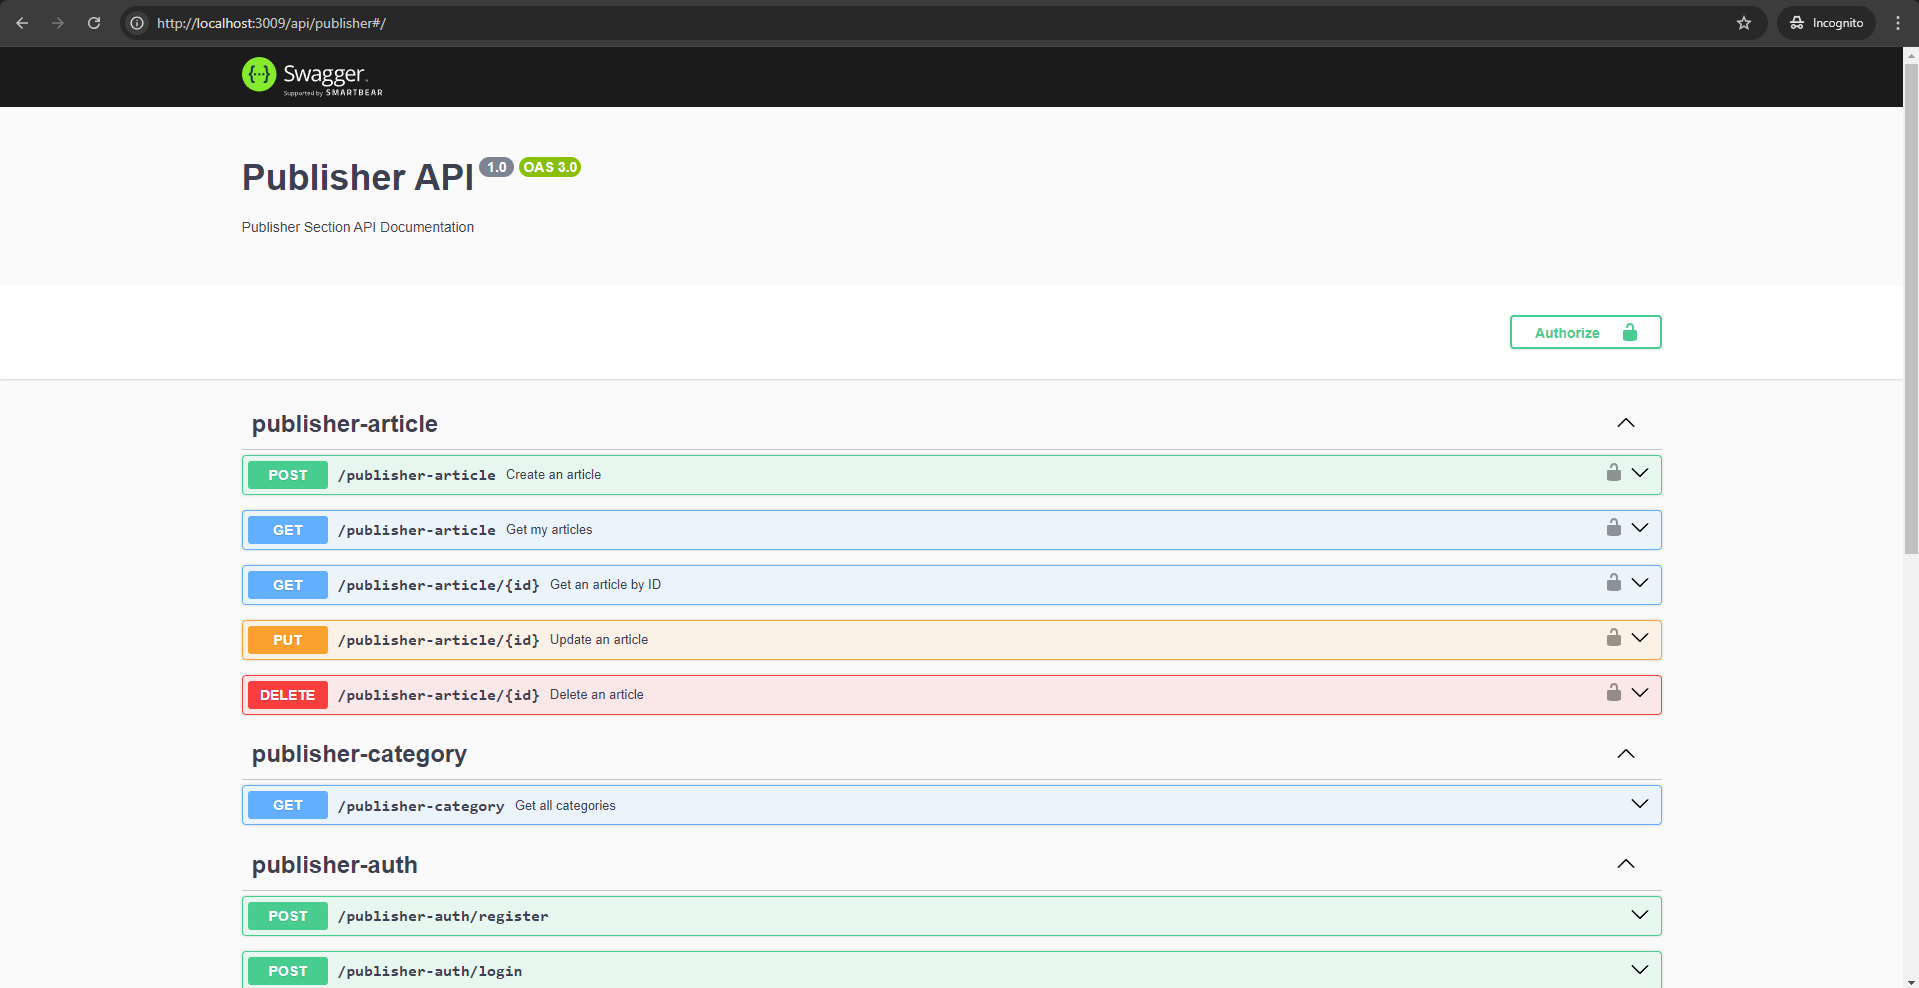 http://localhost:3009/api/publisher#/
Incognito
Swagger
Supported by SMARTBEAR
Publisher API 1.0 OAS 3.0
Publisher Section API Documentation
Authorize
publisher-article
POST /publisher-article Create an article
GET /publisher-article Get my articles
GET /publisher-article/{id} Get an article by ID
PUT /publisher-article/{id} Update an article
DELETE /publisher-article/{id} Delete an article
publisher-category
GET /publisher-category Get all categories
publisher-auth
POST /publisher-auth/register
POST /publisher-auth/login